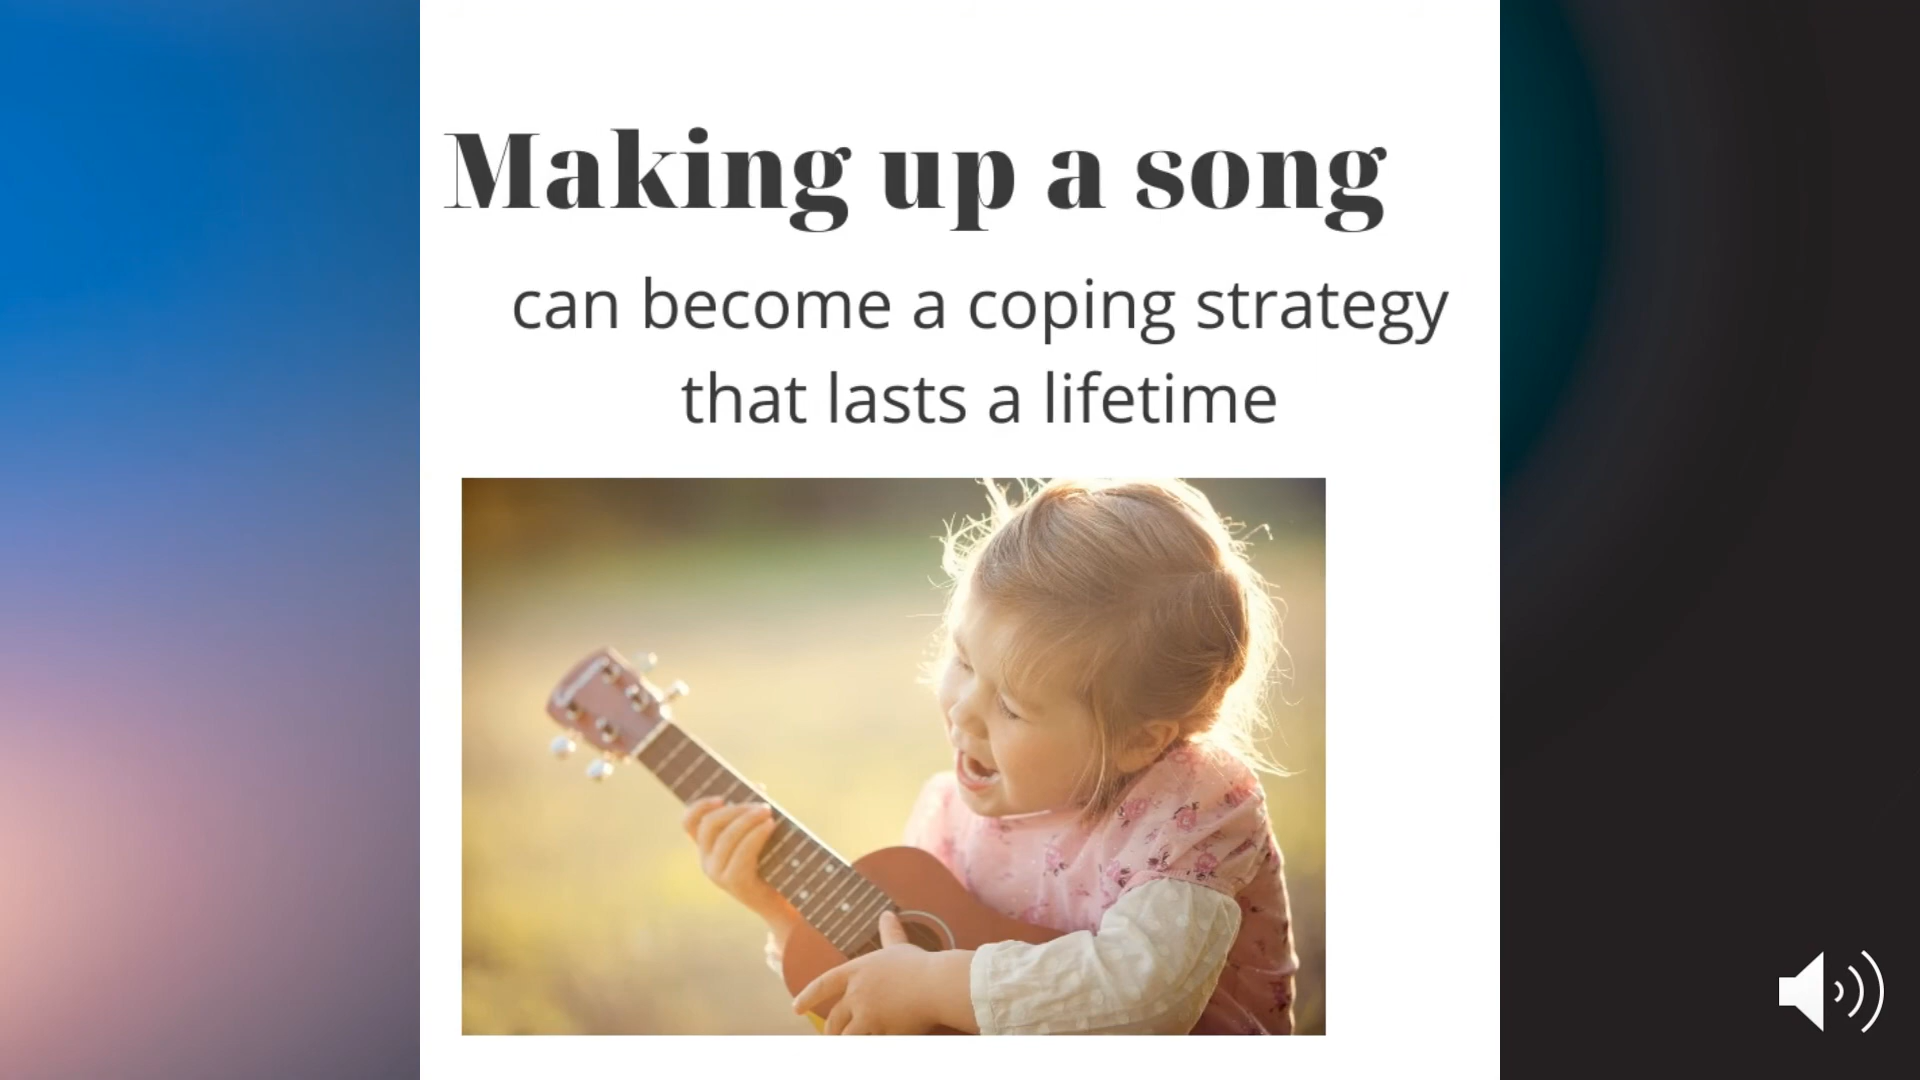 Making up a song
can become a coping strategy
that lasts a lifetime